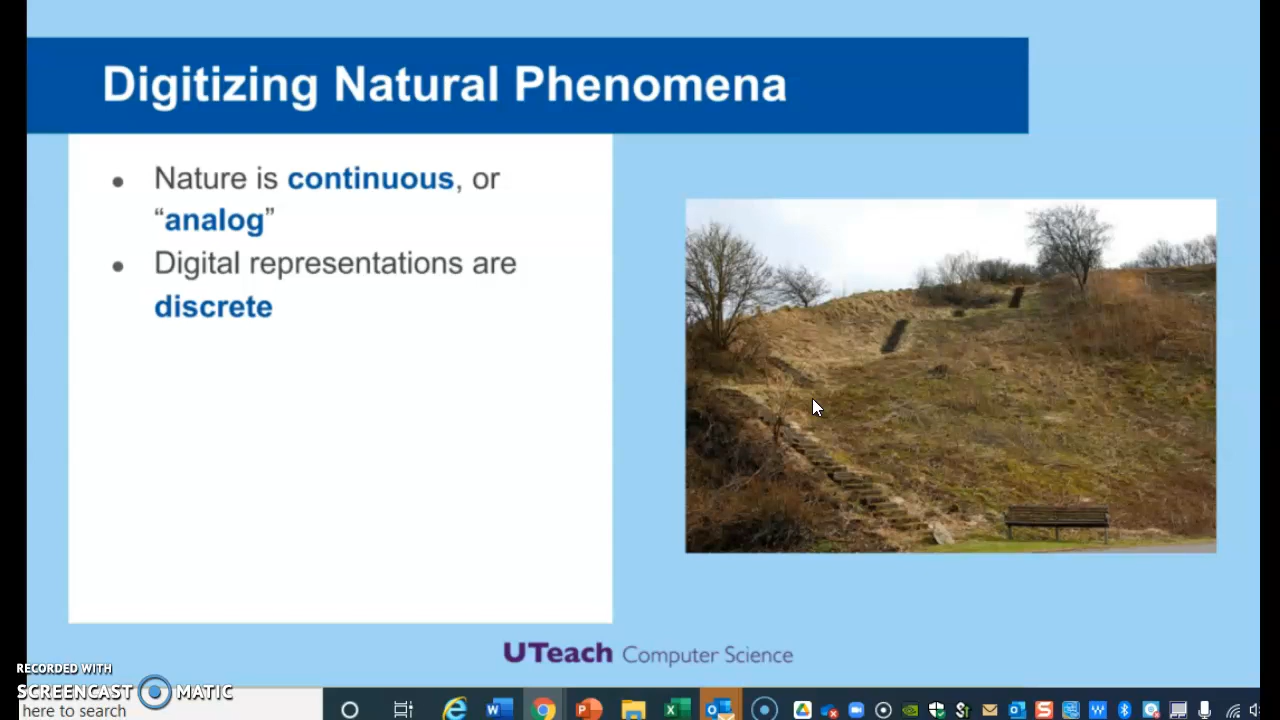 Digitizing Natural Phenomena
• Nature is continuous, or
“analog”
• Digital representations are
discrete
UTeach Computer Science
RECORDED WITH
SCREENCAST MATIC
here to search